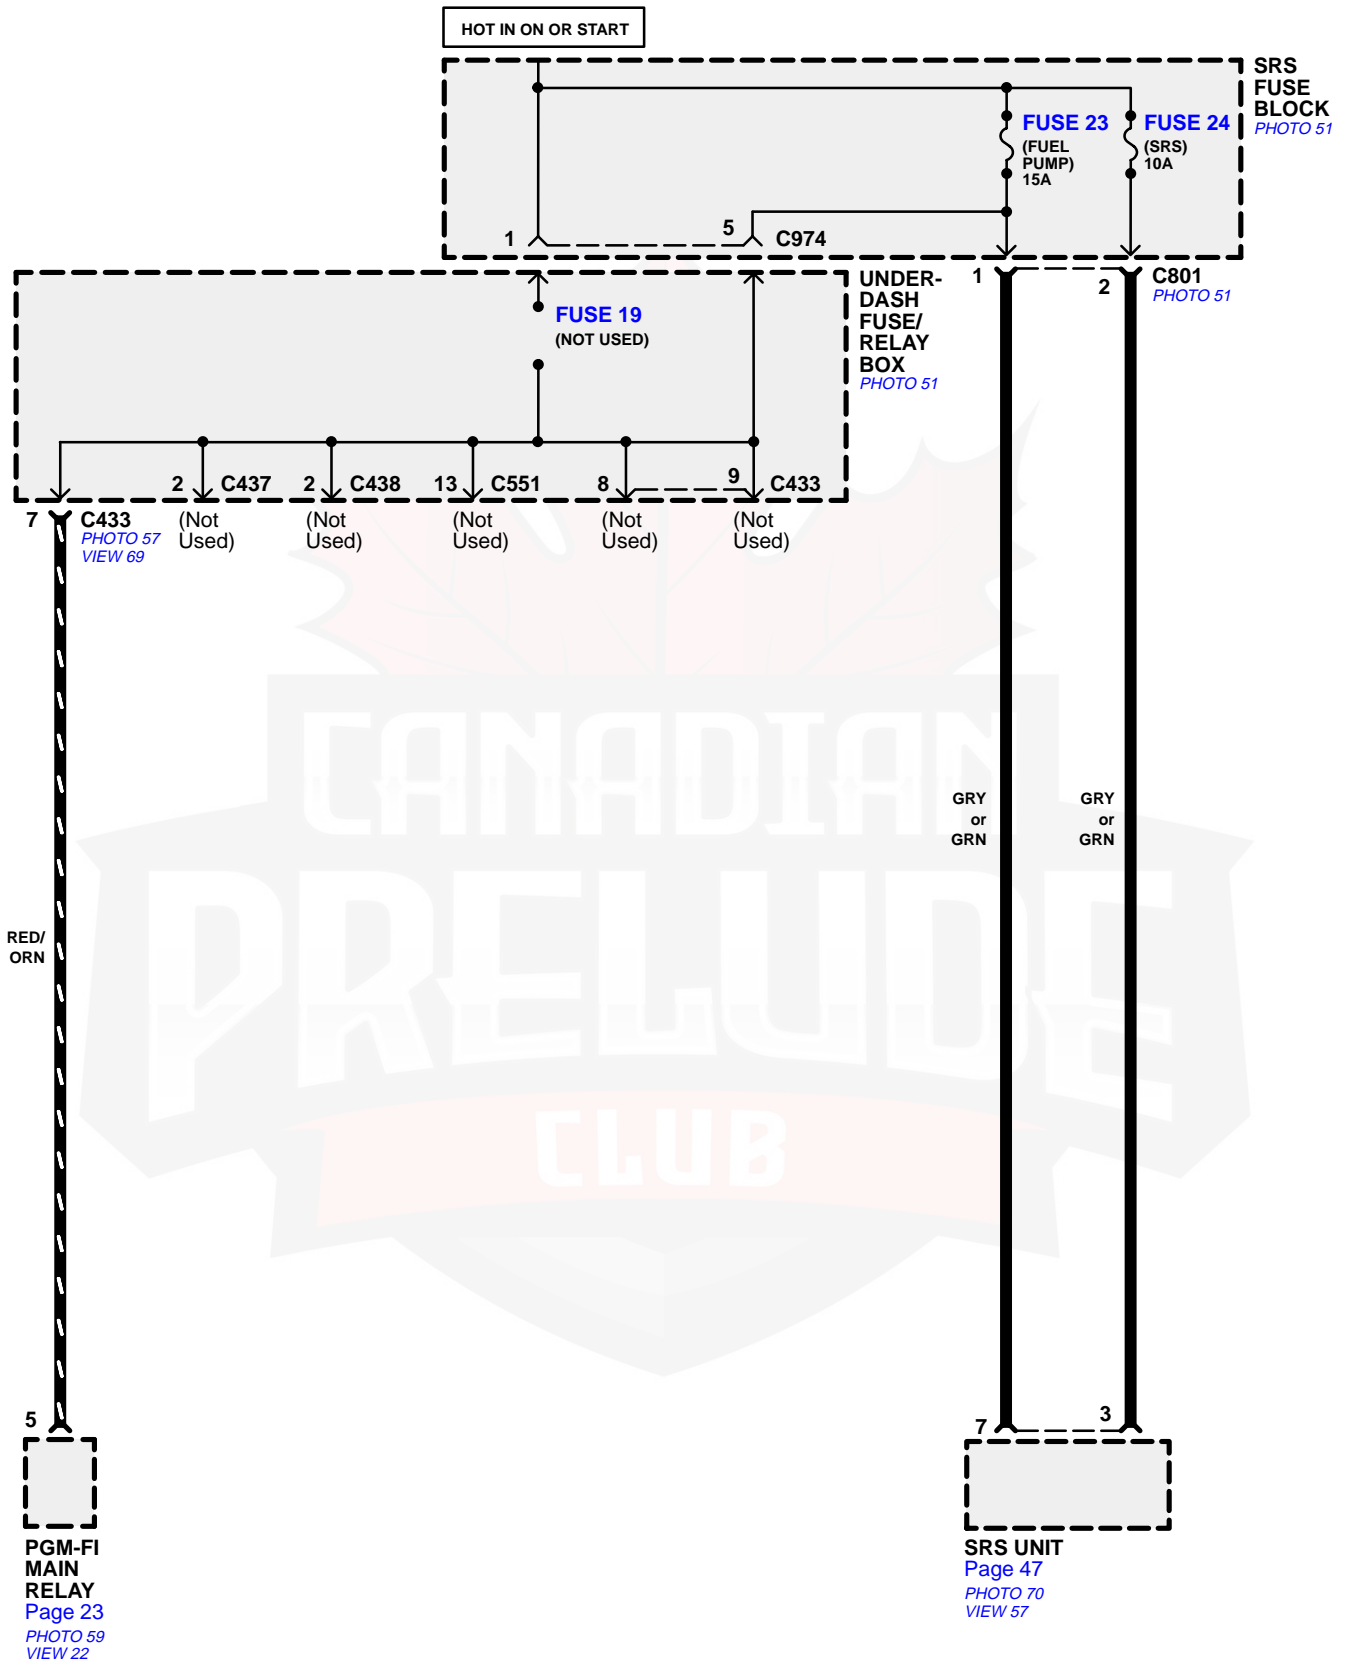 HOT IN ON OR START
SRS
FUSE
BLOCK
PHOTO 51
FUSE 23
(FUEL
PUMP)
15A
FUSE 24
(SRS)
10A
1
5
C974
UNDER-
DASH
FUSE/
RELAY
BOX
PHOTO 51
1
2
C801
PHOTO 51
FUSE 19
(NOT USED)
2
C437
2
C438
13
C551
8
9
C433
7
C433
PHOTO 57
VIEW 69
(Not
Used)
(Not
Used)
(Not
Used)
(Not
Used)
(Not
Used)
CANADIAN
PRELUDE
CLUB
GRY
or
GRN
GRY
or
GRN
RED/
ORN
5
7
3
PGM-FI
MAIN
RELAY
Page 23
PHOTO 59
VIEW 22
SRS UNIT
Page 47
PHOTO 70
VIEW 57